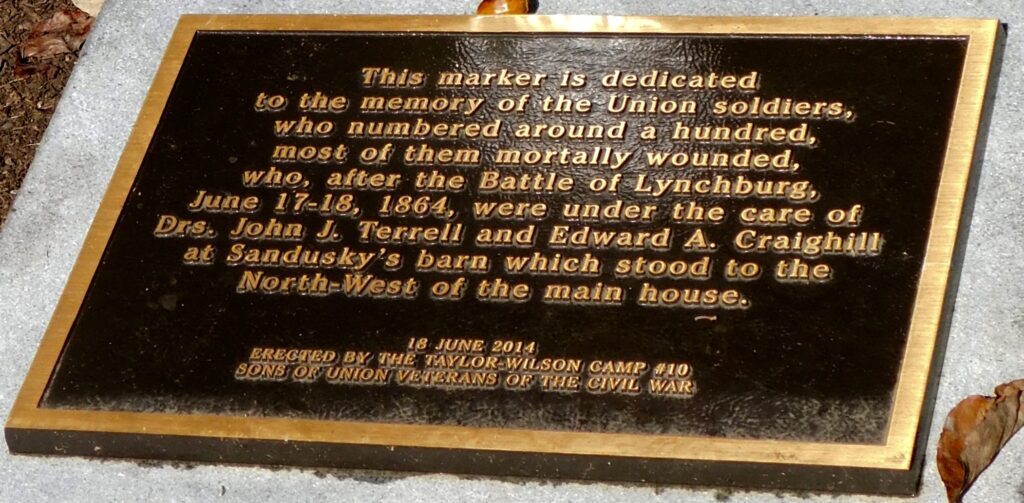 This marker is dedicated
to the memory of the Union soldiers,
who numbered around a hundred,
most of them mortally wounded,
who, after the Battle of Lynchburg,
June 17-18, 1864, were under the care of
Drs. John J. Terrell and Edward A. Craighill
at Sandusky's barn which stood to the
North-West of the main house.
~
18 JUNE 2014
ERECTED BY THE TAYLOR-WILSON CAMP #10
SONS OF UNION VETERANS OF THE CIVIL WAR